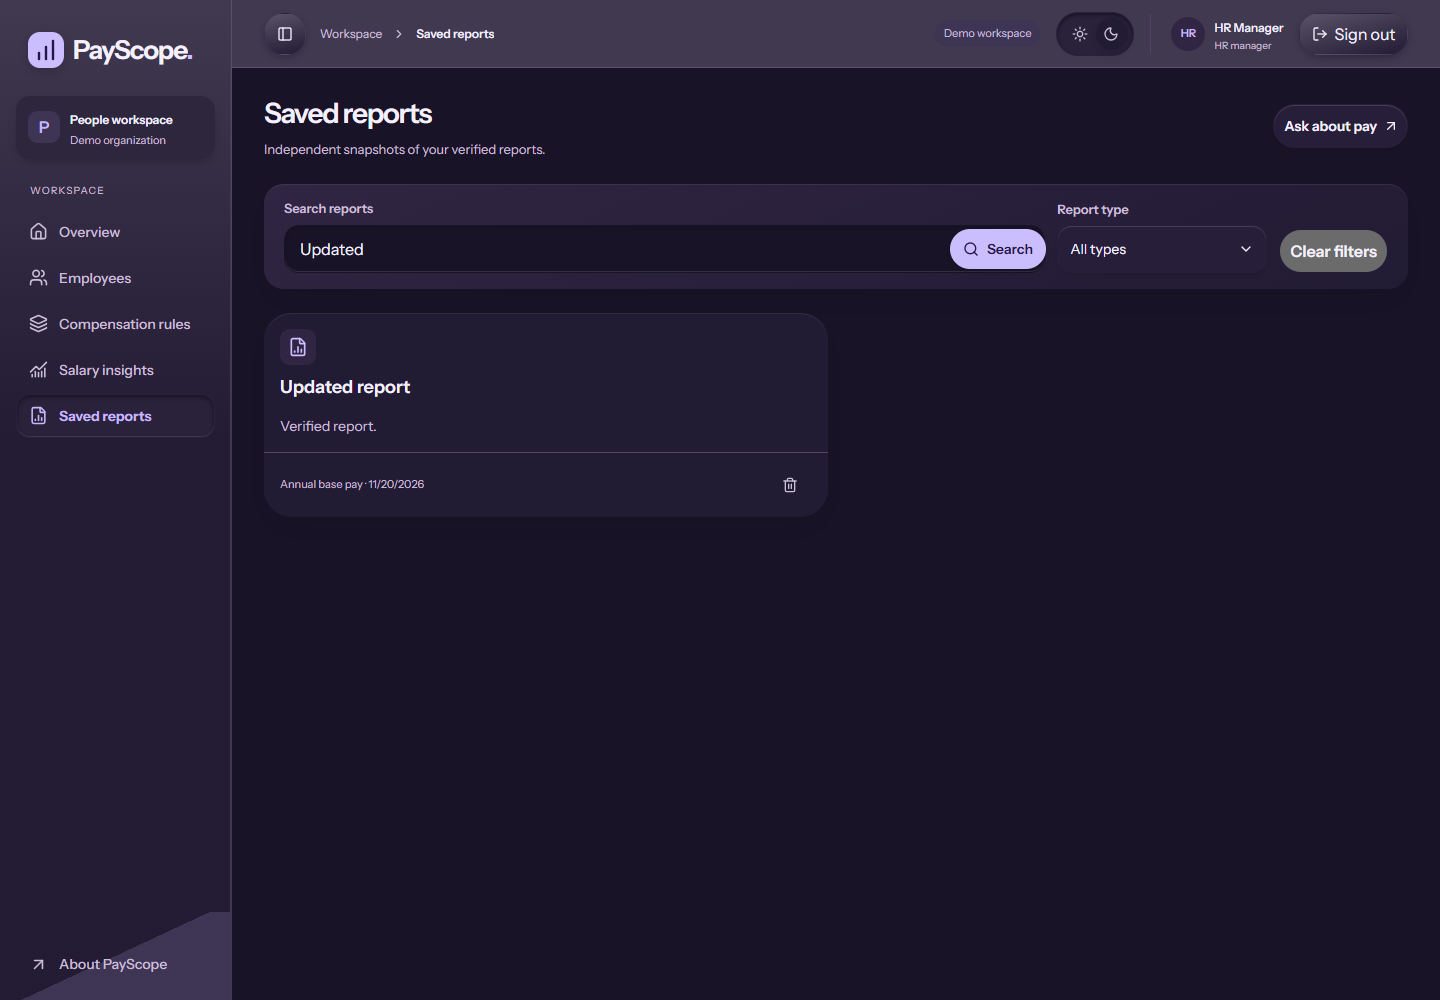 PayScope.
P
People workspace
Demo organization
WORKSPACE
Overview
Employees
Compensation rules
Salary insights
Saved reports
About PayScope
Workspace > Saved reports
Demo workspace
HR
HR Manager
HR manager
Sign out
Saved reports
Independent snapshots of your verified reports.
Ask about pay
Search reports
Updated
Search
Report type
All types
Clear filters
Updated report
Verified report.
Annual base pay · 11/20/2026